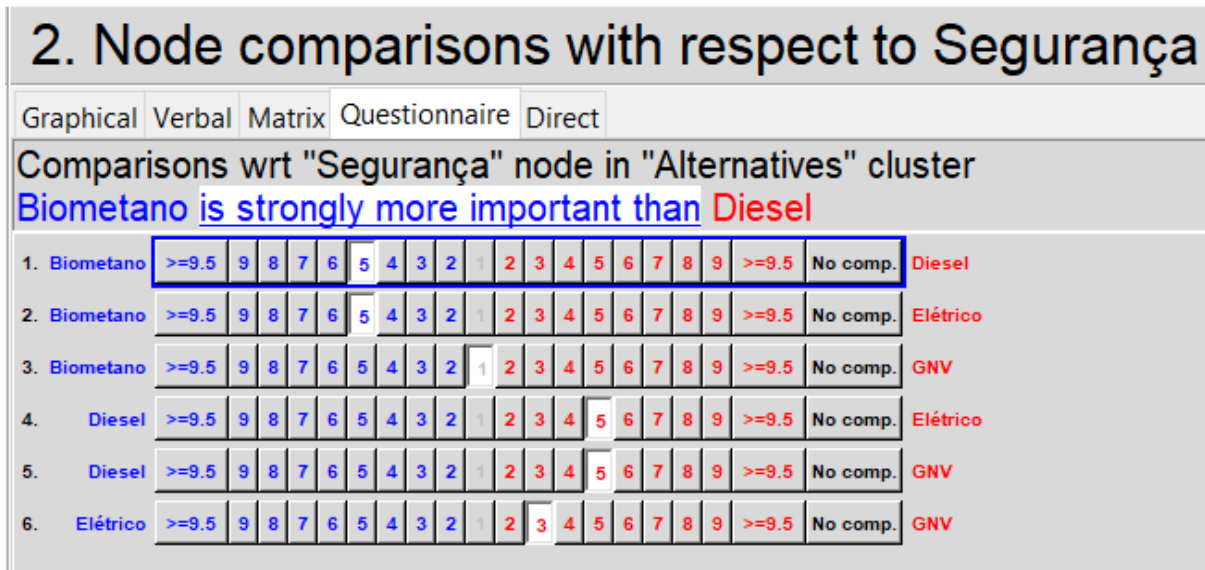 2. Node comparisons with respect to Segurança
Graphical Verbal Matrix Questionnaire Direct
Comparisons wrt "Segurança" node in "Alternatives" cluster
Biometano is strongly more important than Diesel
1. Biometano >=9.5 9 8 7 6 5 4 3 2 1 2 3 4 5 6 7 8 9 >=9.5 No comp. Diesel
2. Biometano >=9.5 9 8 7 6 5 4 3 2 1 2 3 4 5 6 7 8 9 >=9.5 No comp. Elétrico
3. Biometano >=9.5 9 8 7 6 5 4 3 2 1 2 3 4 5 6 7 8 9 >=9.5 No comp. GNV
4. Diesel >=9.5 9 8 7 6 5 4 3 2 1 2 3 4 5 6 7 8 9 >=9.5 No comp. Elétrico
5. Diesel >=9.5 9 8 7 6 5 4 3 2 1 2 3 4 5 6 7 8 9 >=9.5 No comp. GNV
6. Elétrico >=9.5 9 8 7 6 5 4 3 2 1 2 3 4 5 6 7 8 9 >=9.5 No comp. GNV